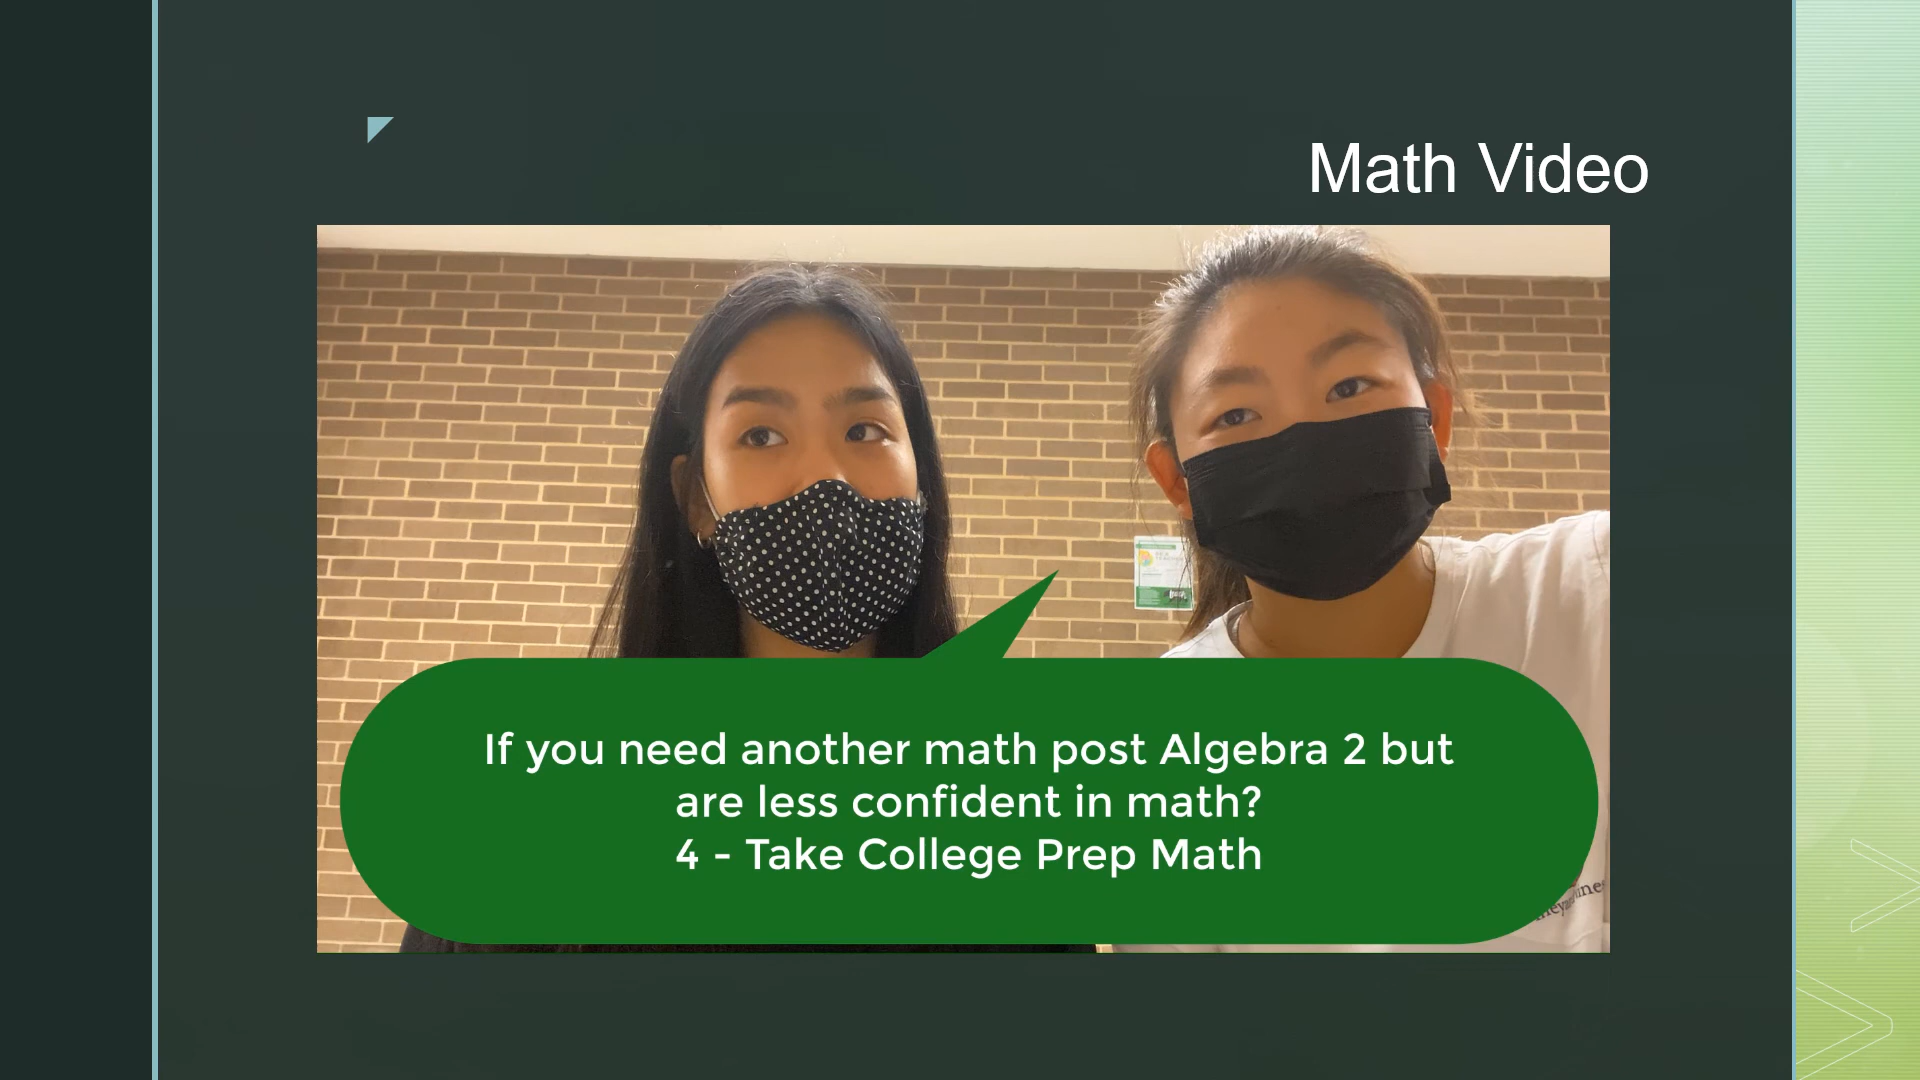 Math Video
If you need another math post Algebra 2 but
are less confident in math?
4 - Take College Prep Math